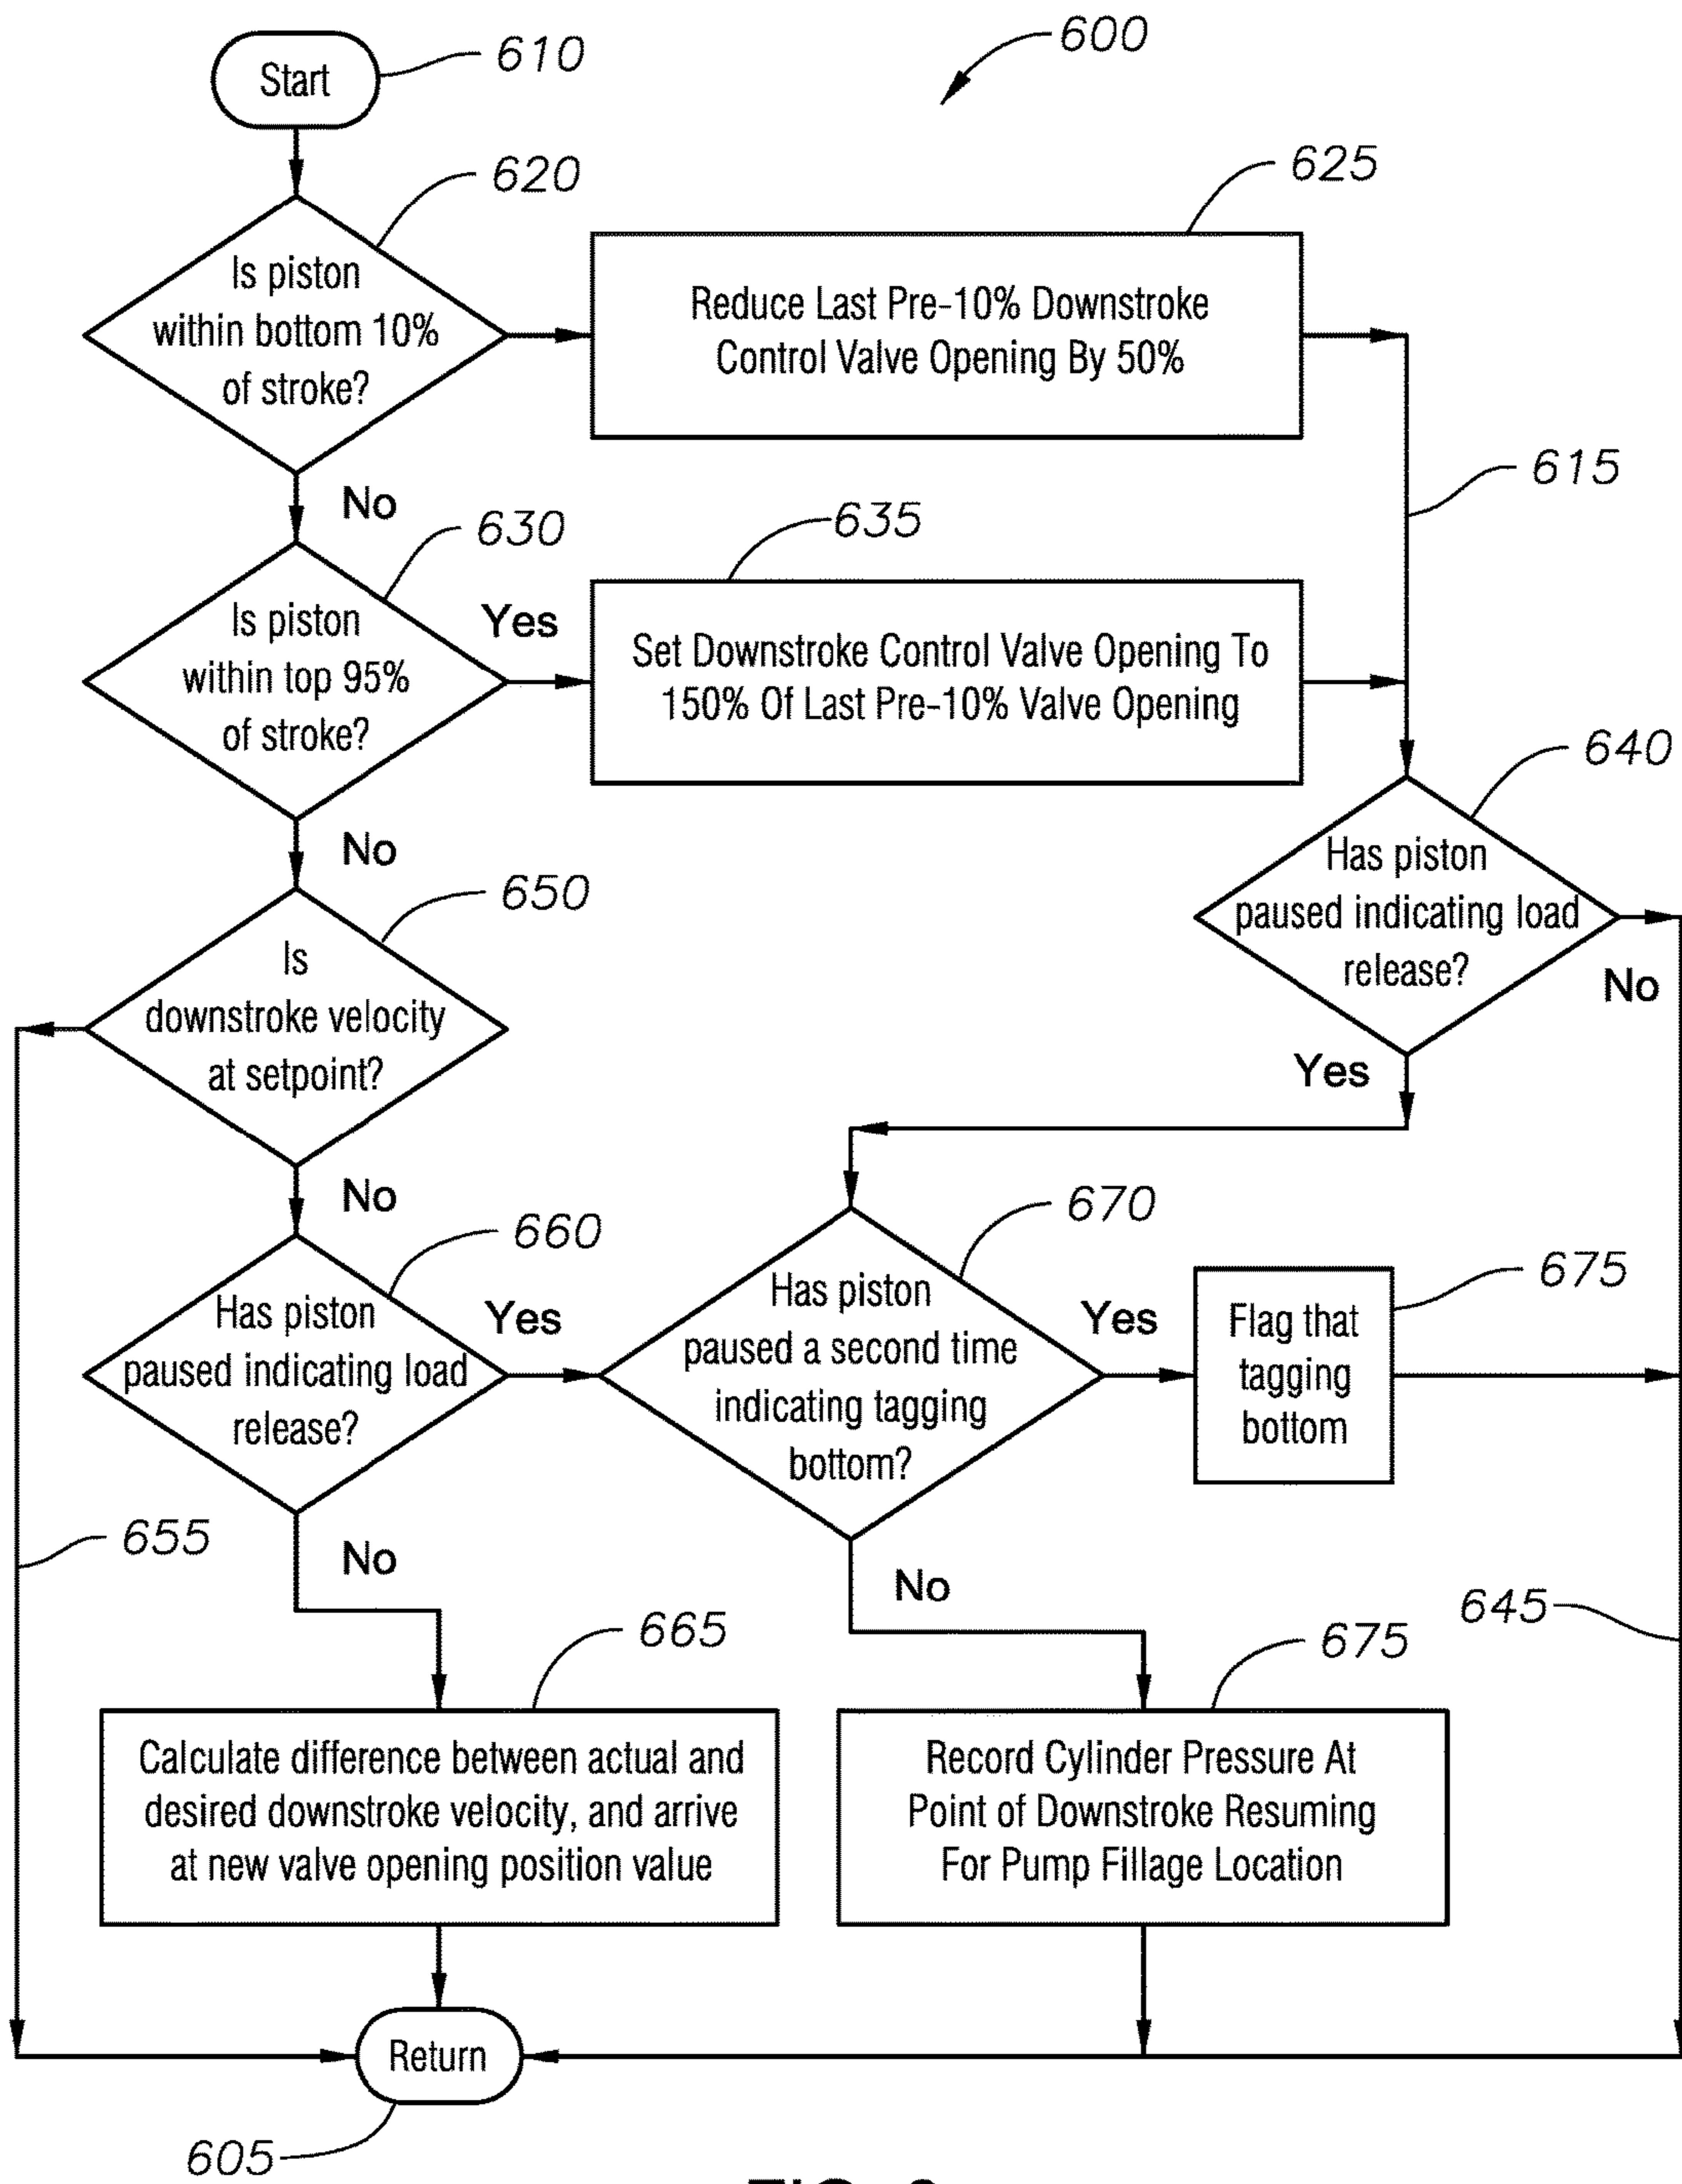 Start
610
600
620
625
Is piston
within bottom 10%
of stroke?
Reduce Last Pre-10% Downstroke
Control Valve Opening By 50%
615
No
630
635
Is piston
within top 95%
of stroke?
Yes
Set Downstroke Control Valve Opening To
150% Of Last Pre-10% Valve Opening
640
No
650
Has piston
paused indicating load
release?
No
Yes
Is
downstroke velocity
at setpoint?
No
660
670
675
Has piston
paused indicating load
release?
Yes
Has piston
paused a second time
indicating tagging
bottom?
Yes
Flag that
tagging
bottom
655
No
No
645
665
675
Calculate difference between actual and
desired downstroke velocity, and arrive
at new valve opening position value
Record Cylinder Pressure At
Point of Downstroke Resuming
For Pump Fillage Location
Return
605